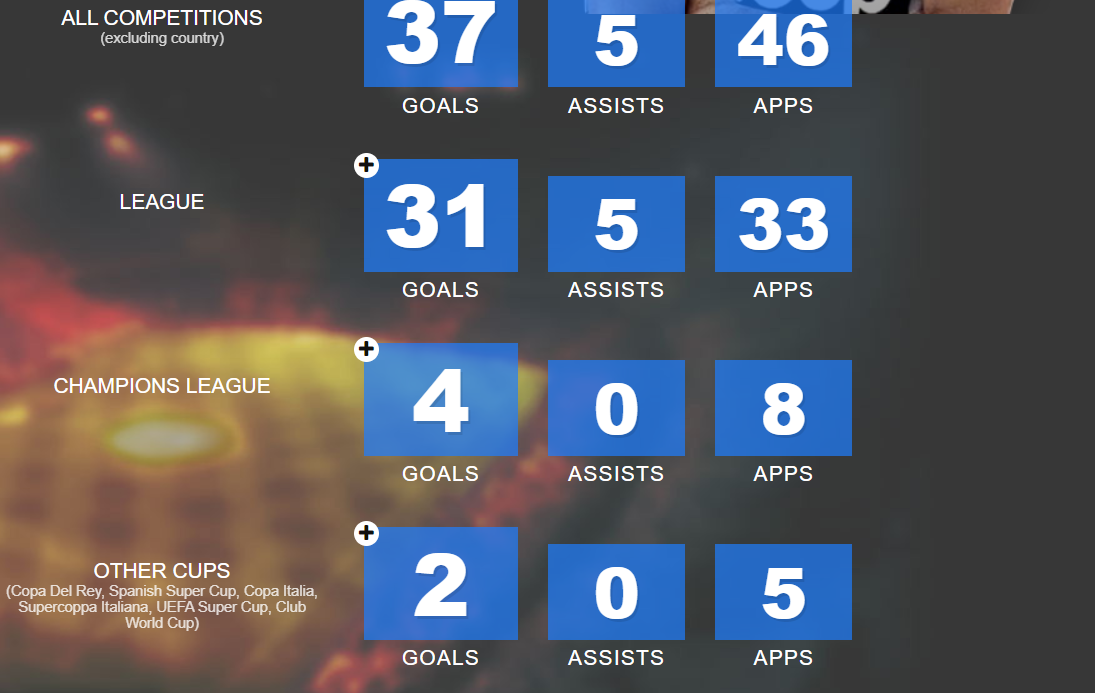 ALL COMPETITIONS
(excluding country)
37 5 46
GOALS ASSISTS APPS
LEAGUE
31 5 33
GOALS ASSISTS APPS
CHAMPIONS LEAGUE
4 0 8
GOALS ASSISTS APPS
OTHER CUPS
(Copa Del Rey, Spanish Super Cup, Copa Italia,
Supercoppa Italiana, UEFA Super Cup, Club
World Cup)
2 0 5
GOALS ASSISTS APPS